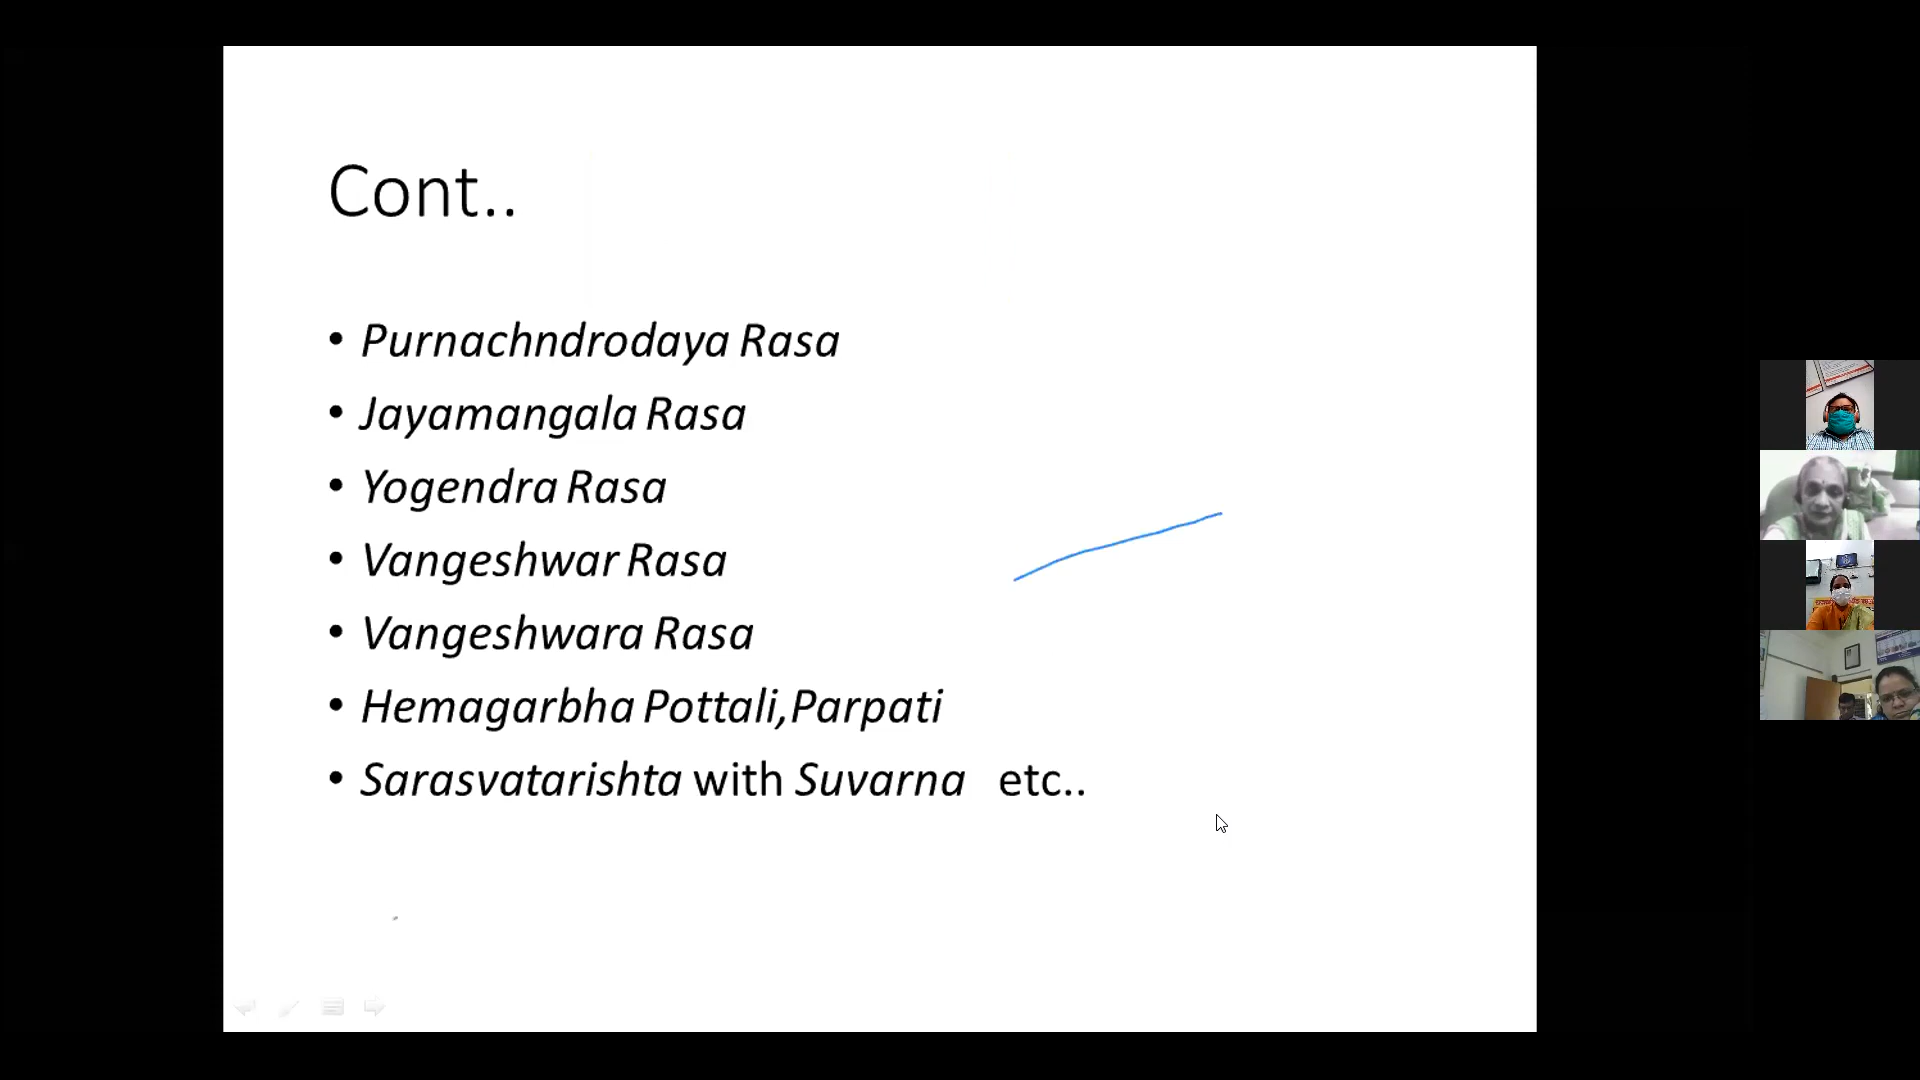 Cont..
• Purnachndrodaya Rasa
• Jayamangala Rasa
• Yogendra Rasa
• Vangeshwar Rasa
• Vangeshwara Rasa
• Hemagarbha Pottali,Parpati
• Sarasvatarishta with Suvarna etc..